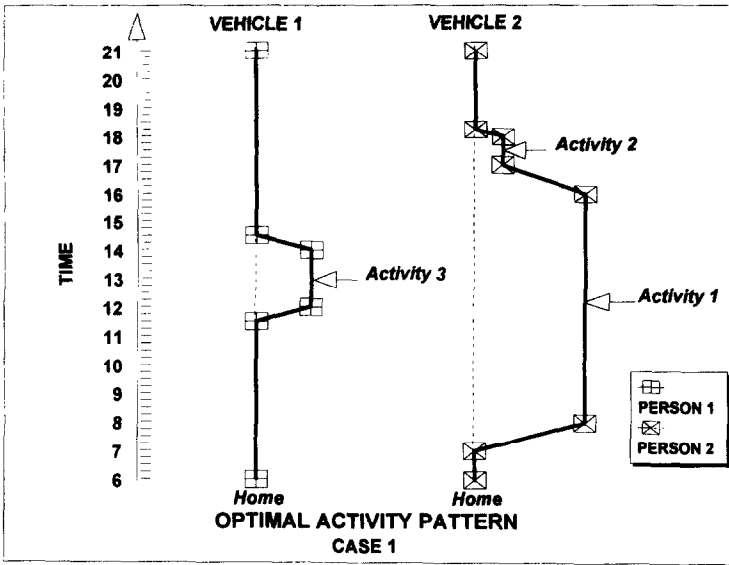 VEHICLE 1 VEHICLE 2
21
20
19
18
17
16
15
14
13
12
11
10
9
8
7
6
TIME
Activity 2
Activity 3
Activity 1
PERSON 1
PERSON 2
Home Home
OPTIMAL ACTIVITY PATTERN
CASE 1